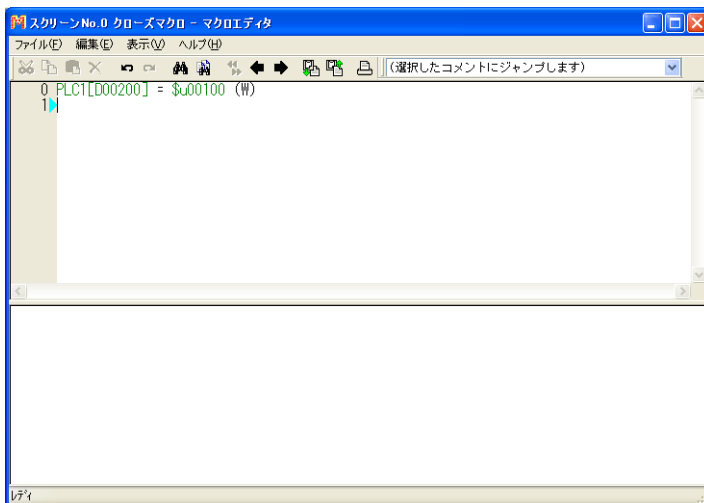 スクリーンNo.0 クローズマクロ - マクロエディタ
ファイル(F) 編集(E) 表示(V) ヘルプ(H)
(選択したコメントにジャンプします)
0 PLC1[D00200] = $u00100 (W)
1
レディ